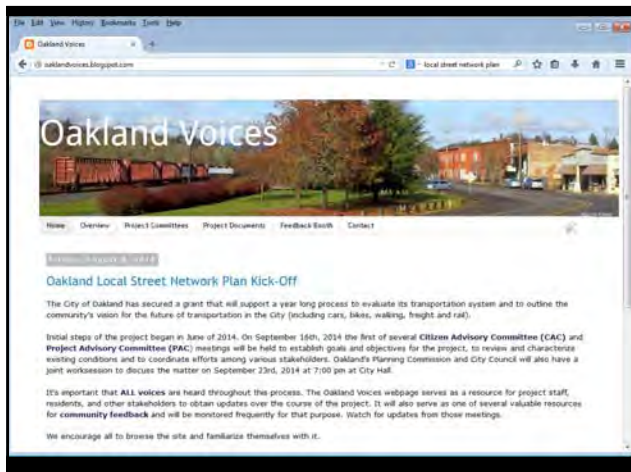 File Edit View History Bookmarks Tools Help
Oakland Voices
oaklandvoices.blogspot.com
local street network plan
Oakland Voices
Home Overview Project Committees Project Documents Feedback Booth Contact
Oakland Local Street Network Plan Kick-Off
The City of Oakland has secured a grant that will support a year long process to evaluate its transportation system and to outline the
community's vision for the future of transportation in the City (including cars, bikes, walking, freight and rail).
Initial steps of the project began in June of 2014. On September 16th, 2014 the first of several Citizen Advisory Committee (CAC) and
Project Advisory Committee (PAC) meetings will be held to establish goals and objectives for the project, to review and characterize
existing conditions and to coordinate efforts among various stakeholders. Oakland's Planning Commission and City Council will also have a
joint worksession to discuss the matter on September 23rd, 2014 at 7:00 pm at City Hall.
It's important that ALL voices are heard throughout this process. The Oakland Voices webpage serves as a resource for project staff,
residents, and other stakeholders to obtain updates over the course of the project. It will also serve as one of several valuable resources
for community feedback and will be monitored frequently for that purpose. Watch for updates from those meetings.
We encourage all to browse the site and familiarize themselves with it.